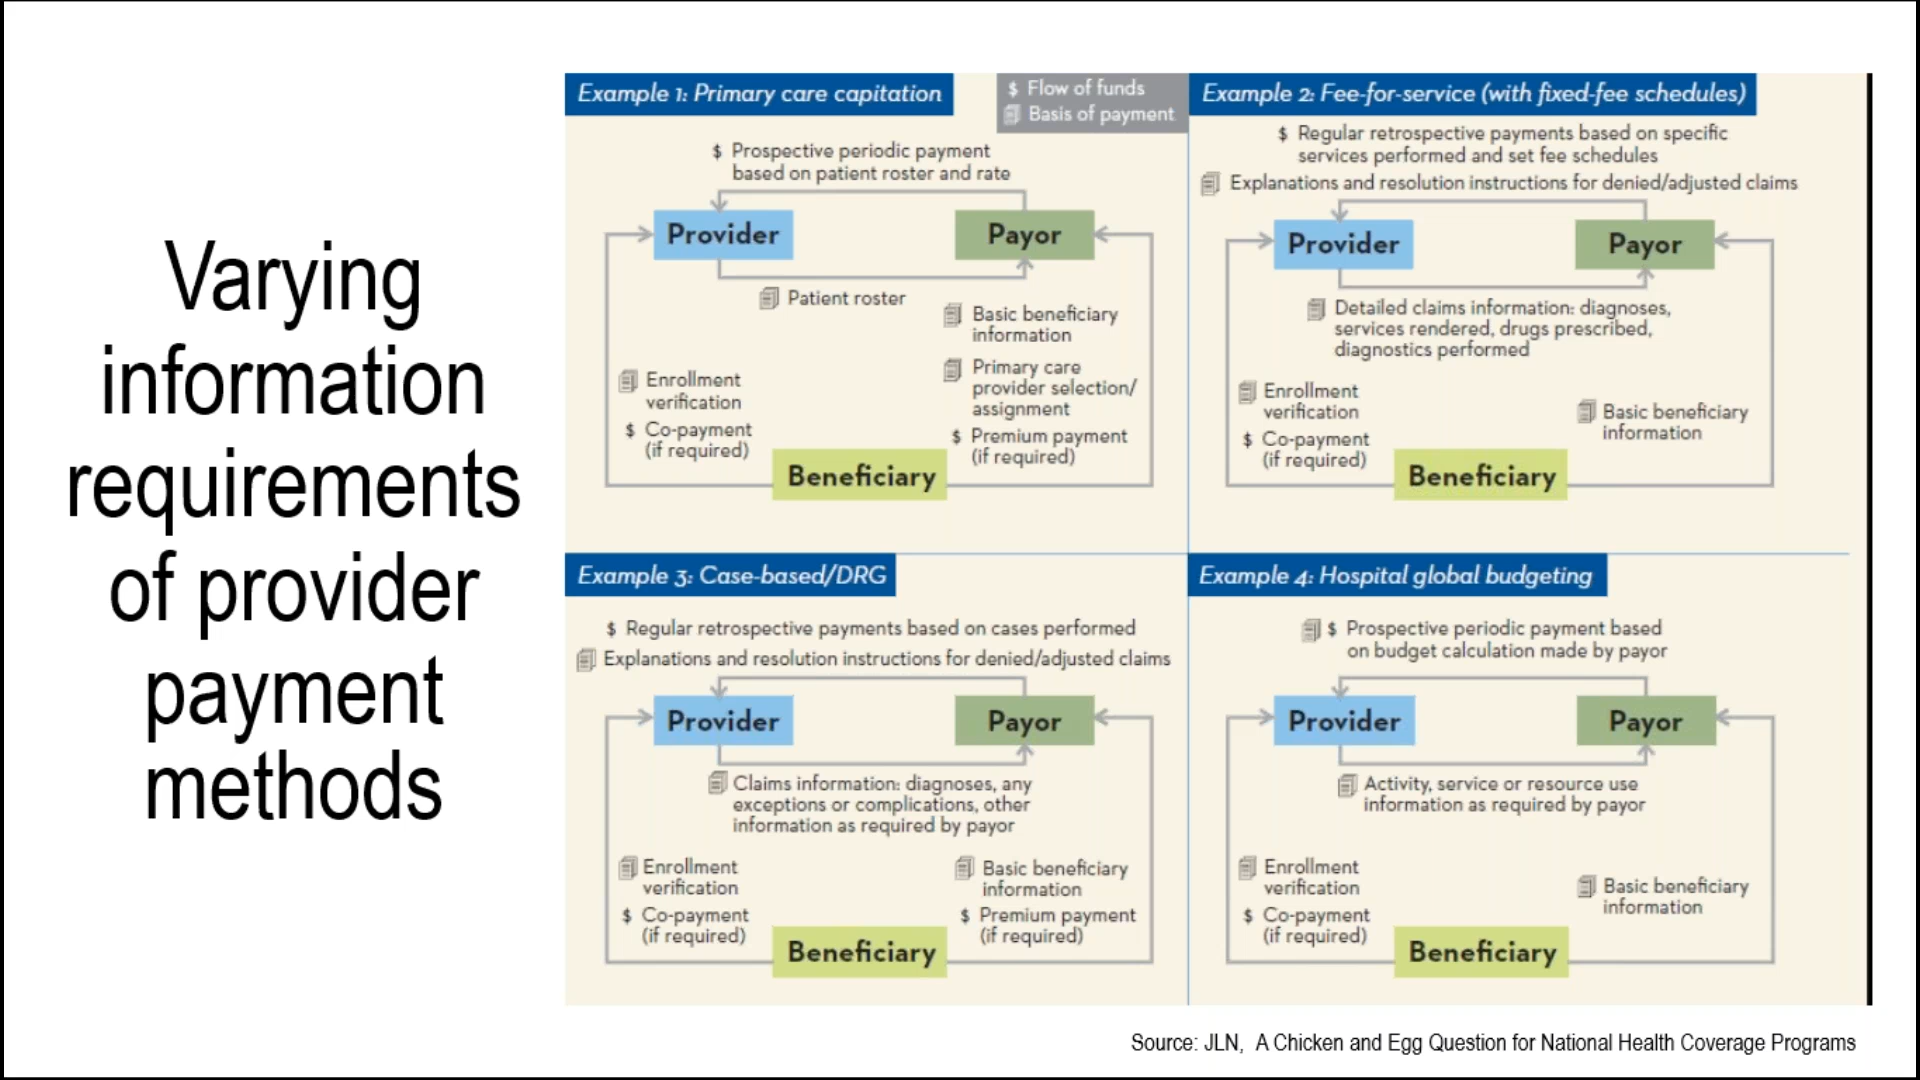 Varying
information
requirements
of provider
payment
methods
Example 1: Primary care capitation
$ Flow of funds
Basis of payment
$ Prospective periodic payment
based on patient roster and rate
Provider
Payor
Patient roster
Basic beneficiary
information
Primary care
provider selection/
assignment
$ Premium payment
(if required)
Enrollment
verification
$ Co-payment
(if required)
Beneficiary
Example 2: Fee-for-service (with fixed-fee schedules)
$ Regular retrospective payments based on specific
services performed and set fee schedules
Explanations and resolution instructions for denied/adjusted claims
Provider
Payor
Detailed claims information: diagnoses,
services rendered, drugs prescribed,
diagnostics performed
Enrollment
verification
$ Co-payment
(if required)
Basic beneficiary
information
Beneficiary
Example 3: Case-based/DRG
$ Regular retrospective payments based on cases performed
Explanations and resolution instructions for denied/adjusted claims
Provider
Payor
Claims information: diagnoses, any
exceptions or complications, other
information as required by payor
Enrollment
verification
$ Co-payment
(if required)
Basic beneficiary
information
$ Premium payment
(if required)
Beneficiary
Example 4: Hospital global budgeting
$ Prospective periodic payment based
on budget calculation made by payor
Provider
Payor
Activity, service or resource use
information as required by payor
Enrollment
verification
$ Co-payment
(if required)
Basic beneficiary
information
Beneficiary
Source: JLN, A Chicken and Egg Question for National Health Coverage Programs